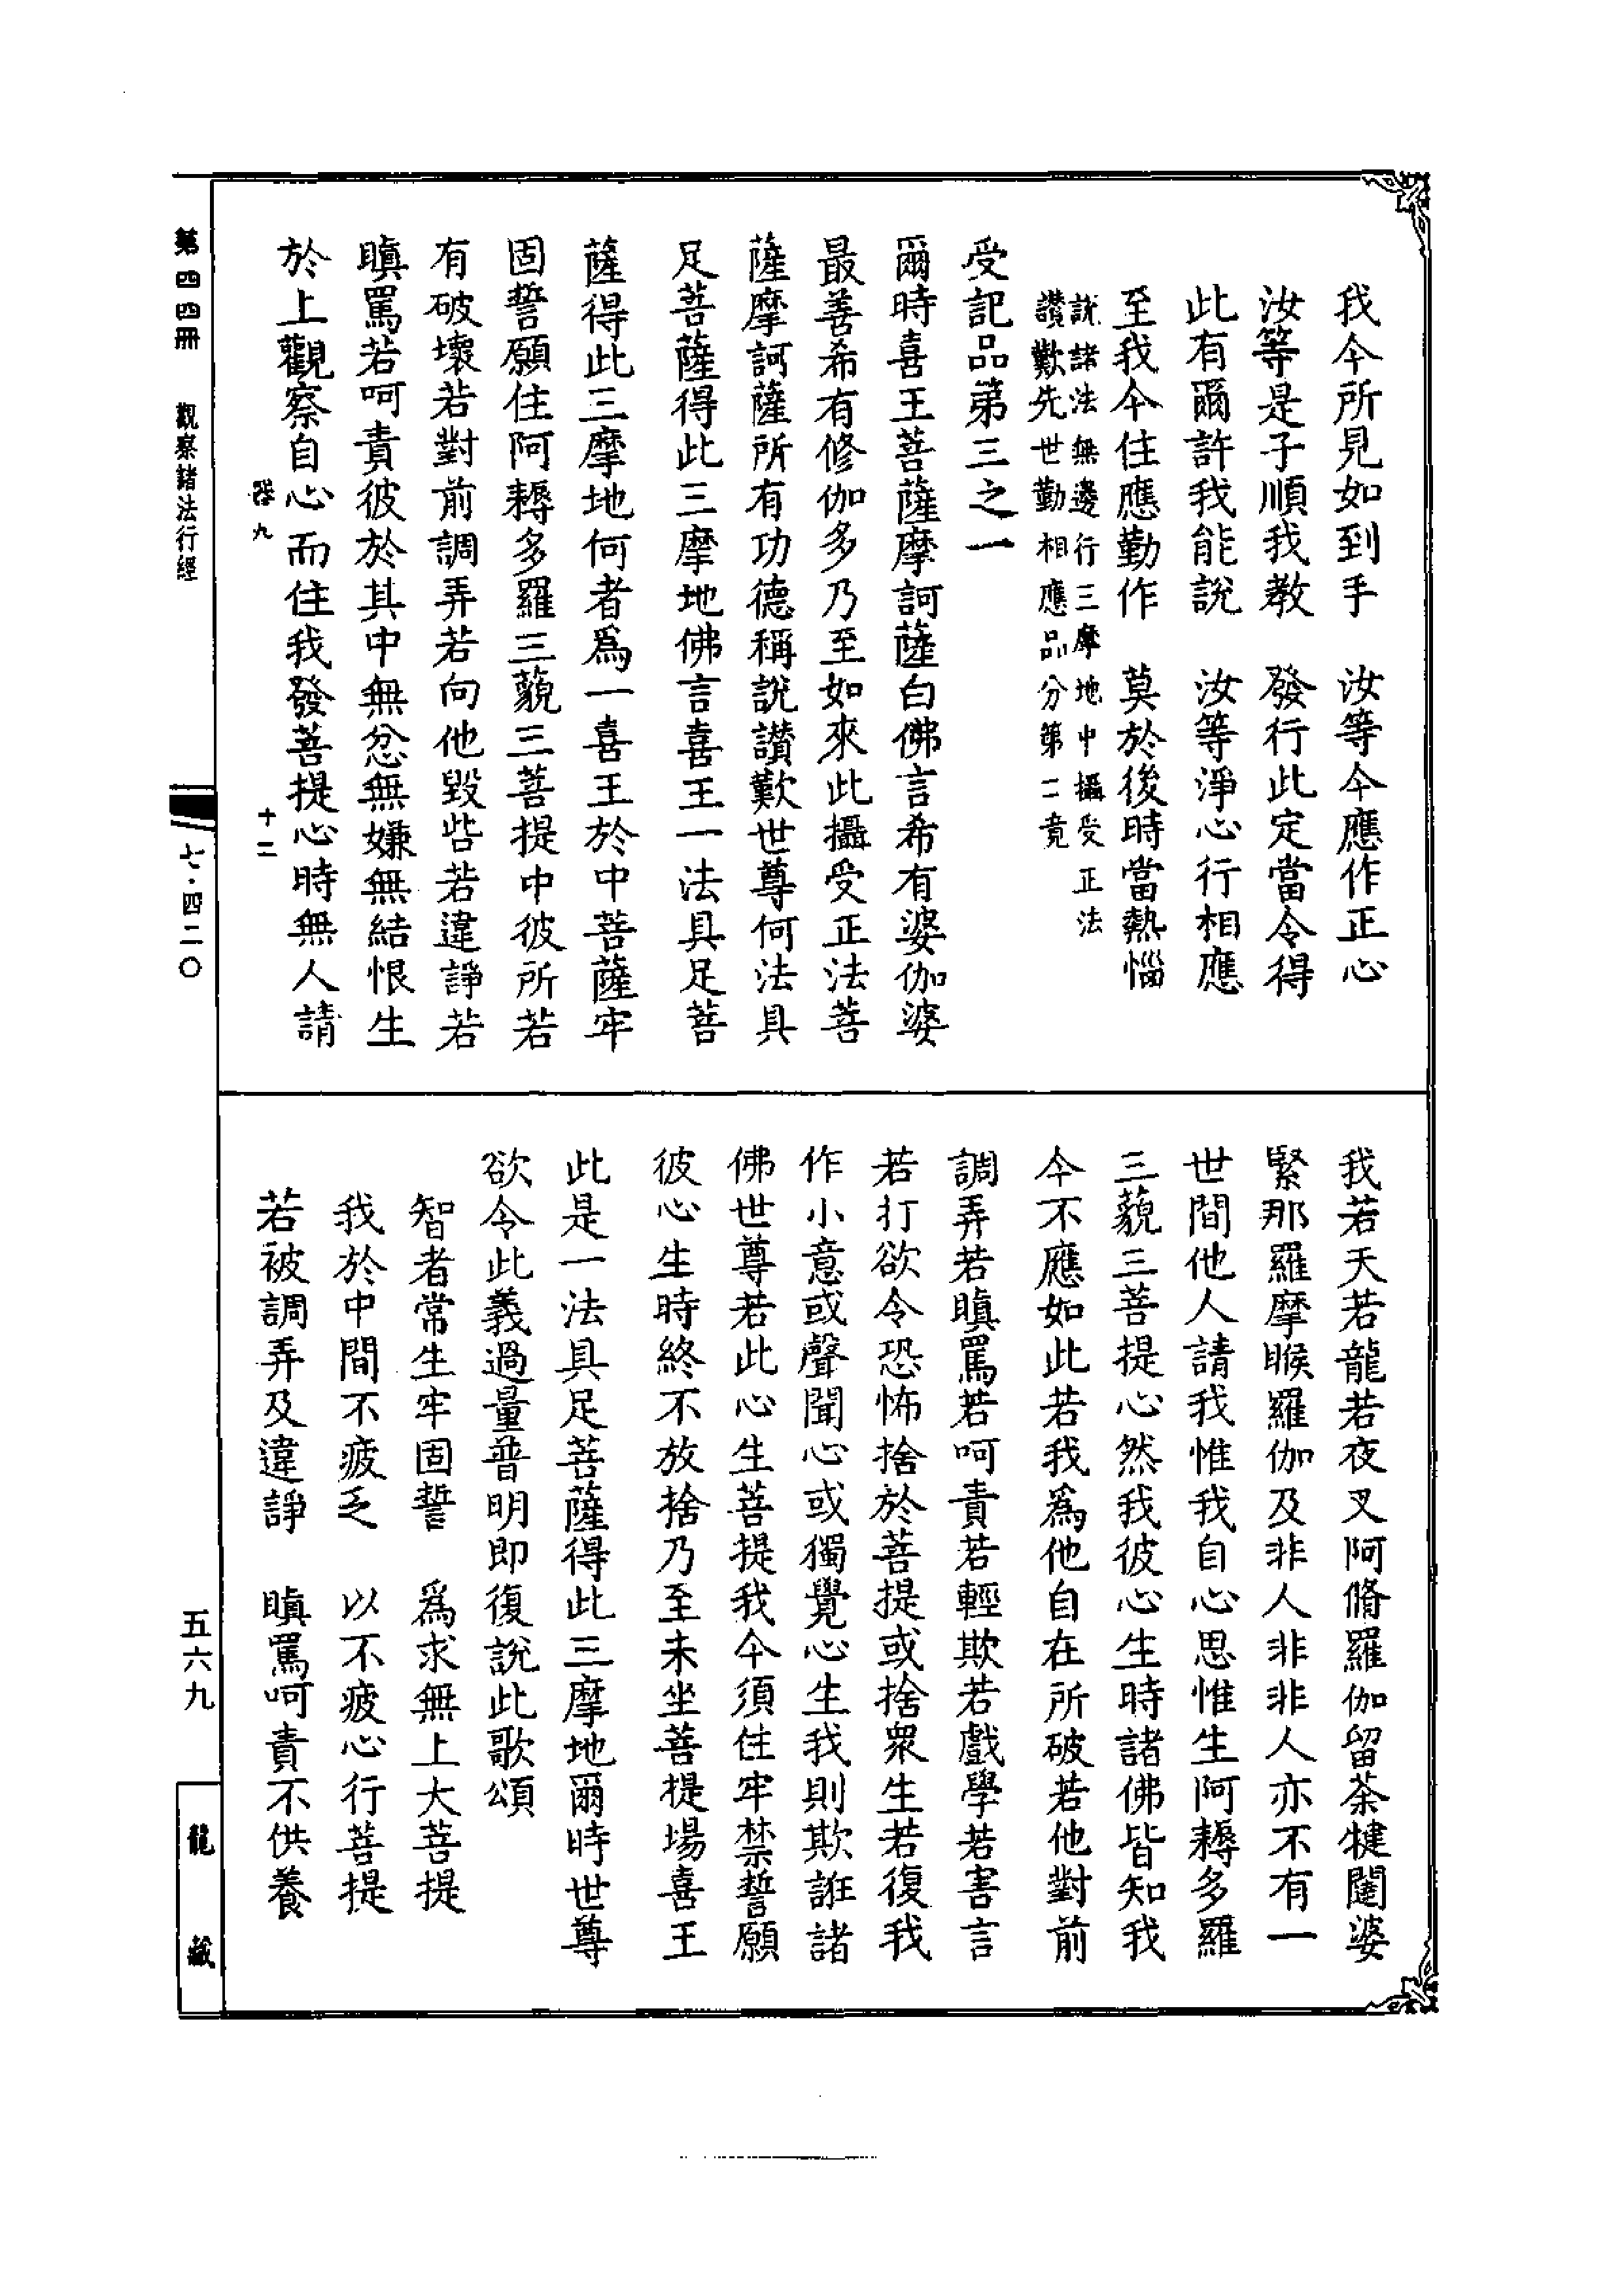 我今所見如到手　汝等今應作正心
汝等是子順我教　發行此定當令得
此有爾許我能說　汝等淨心行相應
至我今住應勤作　莫於後時當熱惱
說諸法無邊行三摩地中攝受正法
讚歎先世勤相應品分第二竟
受記品第三之一
爾時喜王菩薩摩訶薩白佛言希有婆伽婆
最善希有修伽多乃至如來此攝受正法菩
薩摩訶薩所有功德稱說讚歎世尊何法具
足菩薩得此三摩地佛言喜王一法具足菩
薩得此三摩地何者爲一喜王於中菩薩牢
固誓願住阿耨多羅三藐三菩提中彼所若
有破壞若對前調弄若向他毀呰若違諍若
瞋罵若呵責彼於其中無忿無嫌無結恨生
於上觀察自心而住我發菩提心時無人請
器九　十二
我若天若龍若夜叉阿脩羅伽留荼犍闥婆
緊那羅摩睺羅伽及非人非非人亦不有一
世間他人請我惟我自心思惟生阿耨多羅
三藐三菩提心然我彼心生時諸佛皆知我
今不應如此若我爲他自在所破若他對前
調弄若瞋罵若呵責若輕欺若戲學若害言
若打欲令恐怖捨於菩提或捨衆生若復我
作小意或聲聞心或獨覺心生我則欺誑諸
佛世尊若此心生菩提我今須住牢禁誓願
彼心生時終不放捨乃至未坐菩提場喜王
此是一法具足菩薩得此三摩地爾時世尊
欲令此義過量普明即復說此歌頌
智者常生牢固誓　爲求無上大菩提
我於中間不疲乏　以不疲心行菩提
若被調弄及違諍　瞋罵呵責不供養
第四四冊　觀察諸法行經
七·四二〇
五六九
龍藏